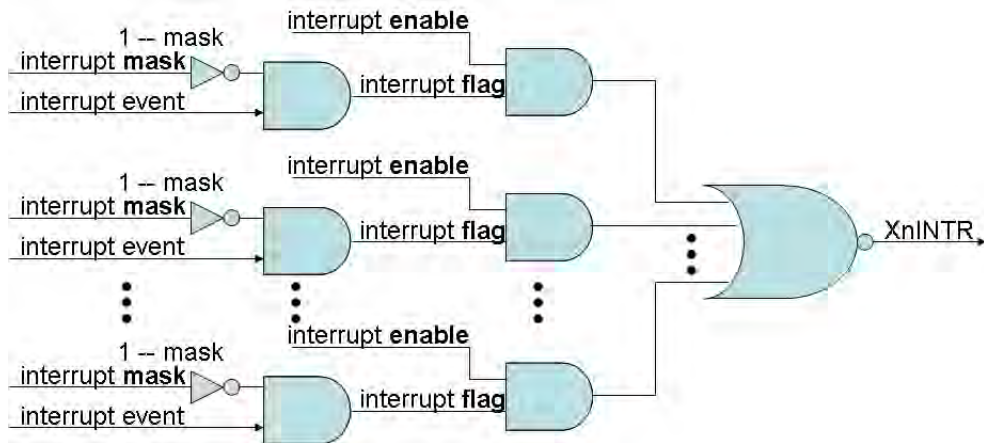 interrupt enable
1 -- mask
interrupt mask
interrupt flag
interrupt event
interrupt enable
1 -- mask
interrupt mask
interrupt flag
interrupt event
XnINTR
interrupt enable
1 -- mask
interrupt mask
interrupt flag
interrupt event